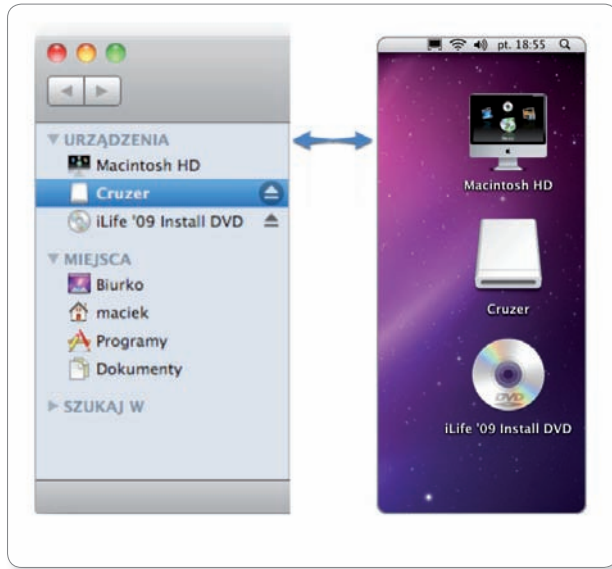 URZĄDZENIA
Macintosh HD
Cruzer
iLife '09 Install DVD
MIEJSCA
Biurko
maciek
Programy
Dokumenty
SZUKAJ W
pt. 18:55
Macintosh HD
Cruzer
DVD
iLife '09 Install DVD